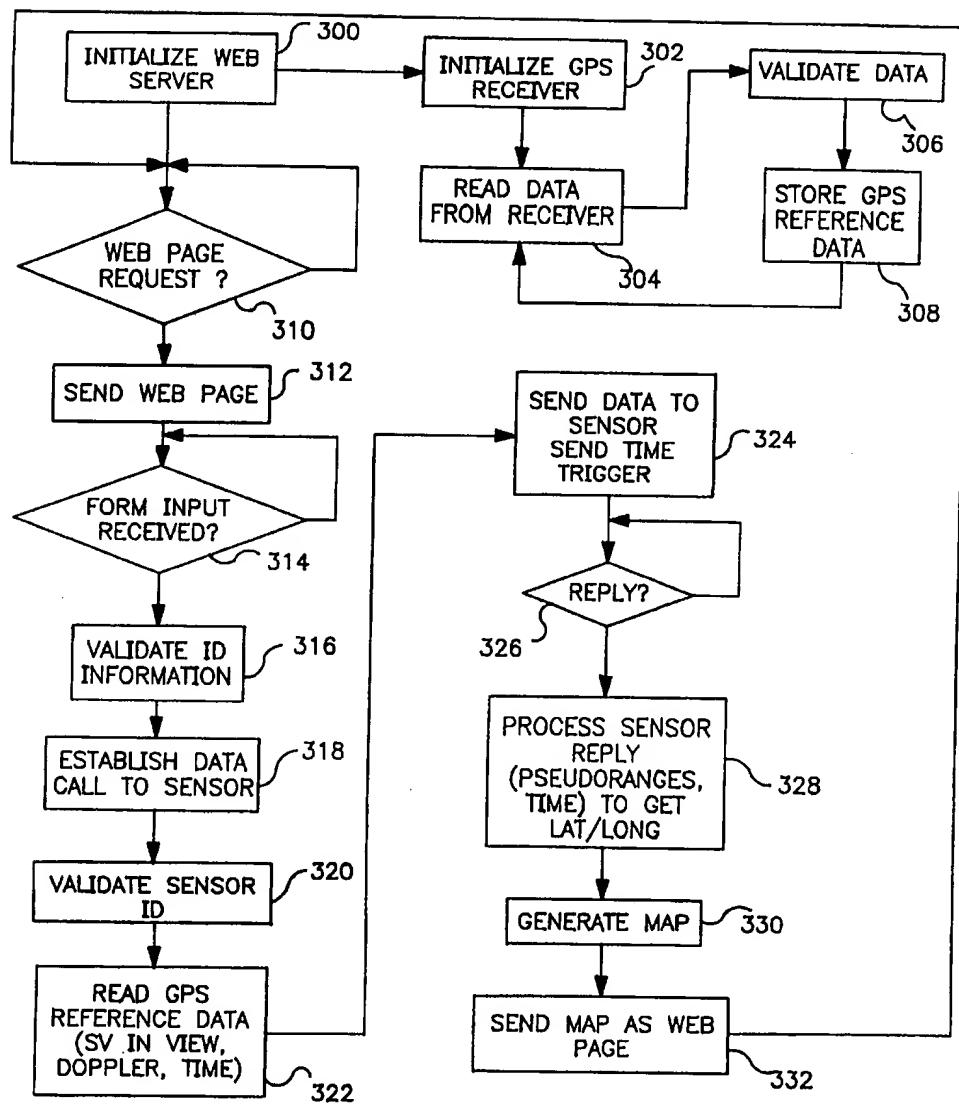 300
INITIALIZE WEB
SERVER
302
INITIALIZE GPS
RECEIVER
VALIDATE DATA
306
READ DATA
FROM RECEIVER
304
STORE GPS
REFERENCE
DATA
308
WEB PAGE
REQUEST ?
310
SEND WEB PAGE
312
FORM INPUT
RECEIVED?
314
VALIDATE ID
INFORMATION
316
ESTABLISH DATA
CALL TO SENSOR
318
VALIDATE SENSOR
ID
320
READ GPS
REFERENCE DATA
(SV IN VIEW,
DOPPLER, TIME)
322
SEND DATA TO
SENSOR
SEND TIME
TRIGGER
324
REPLY?
326
PROCESS SENSOR
REPLY
(PSEUDORANGES,
TIME) TO GET
LAT/LONG
328
GENERATE MAP
330
SEND MAP AS WEB
PAGE
332